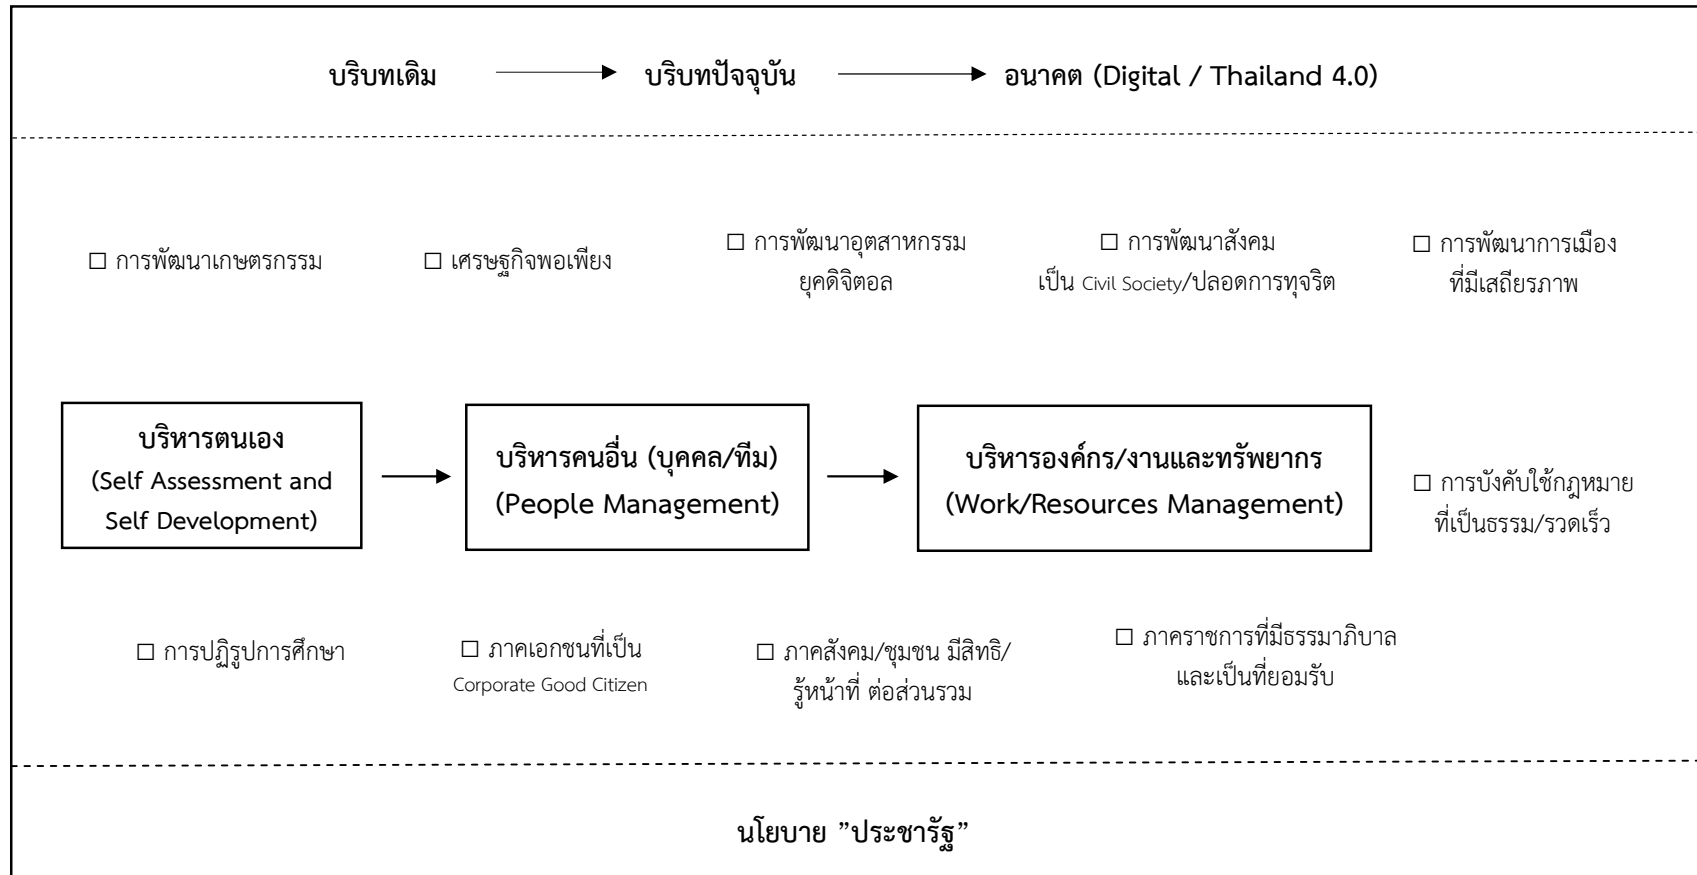 บริบทเดิม → บริบทปัจจุบัน → อนาคต (Digital / Thailand 4.0)
☐ การพัฒนาเกษตรกรรม
☐ เศรษฐกิจพอเพียง
☐ การพัฒนาอุตสาหกรรม
ยุคดิจิตอล
☐ การพัฒนาสังคม
เป็น Civil Society/ปลอดการทุจริต
☐ การพัฒนาการเมือง
ที่มีเสถียรภาพ
บริหารตนเอง
(Self Assessment and
Self Development)
บริหารคนอื่น (บุคคล/ทีม)
(People Management)
บริหารองค์กร/งานและทรัพยากร
(Work/Resources Management)
☐ การบังคับใช้กฎหมาย
ที่เป็นธรรม/รวดเร็ว
☐ การปฏิรูปการศึกษา
☐ ภาคเอกชนที่เป็น
Corporate Good Citizen
☐ ภาคสังคม/ชุมชน มีสิทธิ/
รู้หน้าที่ ต่อส่วนรวม
☐ ภาคราชการที่มีธรรมาภิบาล
และเป็นที่ยอมรับ
นโยบาย ”ประชารัฐ”